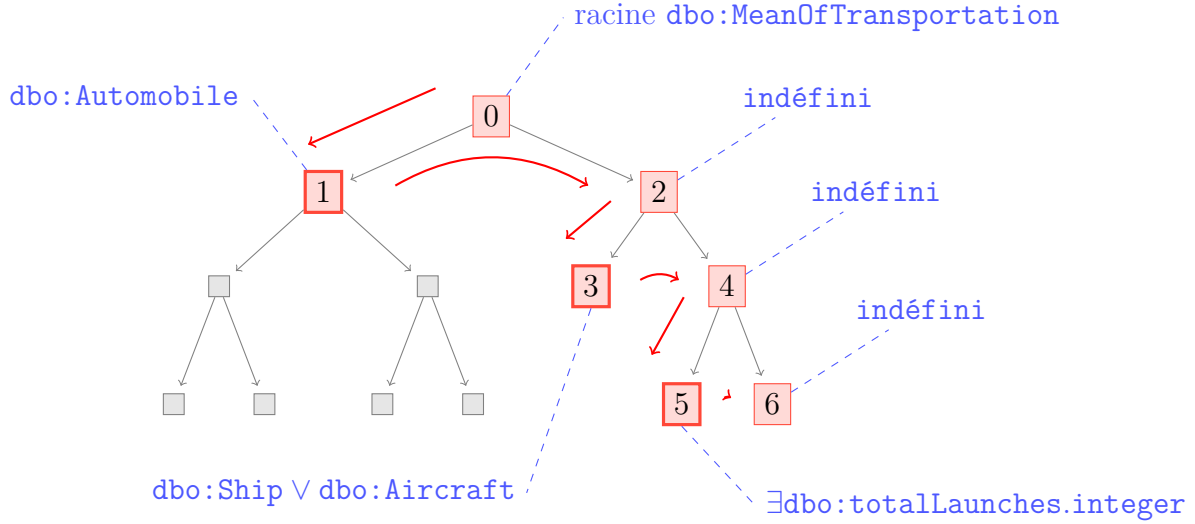 racine dbo:MeanOfTransportation
dbo:Automobile
indéfini
0
1
2
indéfini
3
4
indéfini
5
6
dbo:Ship ∨ dbo:Aircraft
∃dbo:totalLaunches.integer